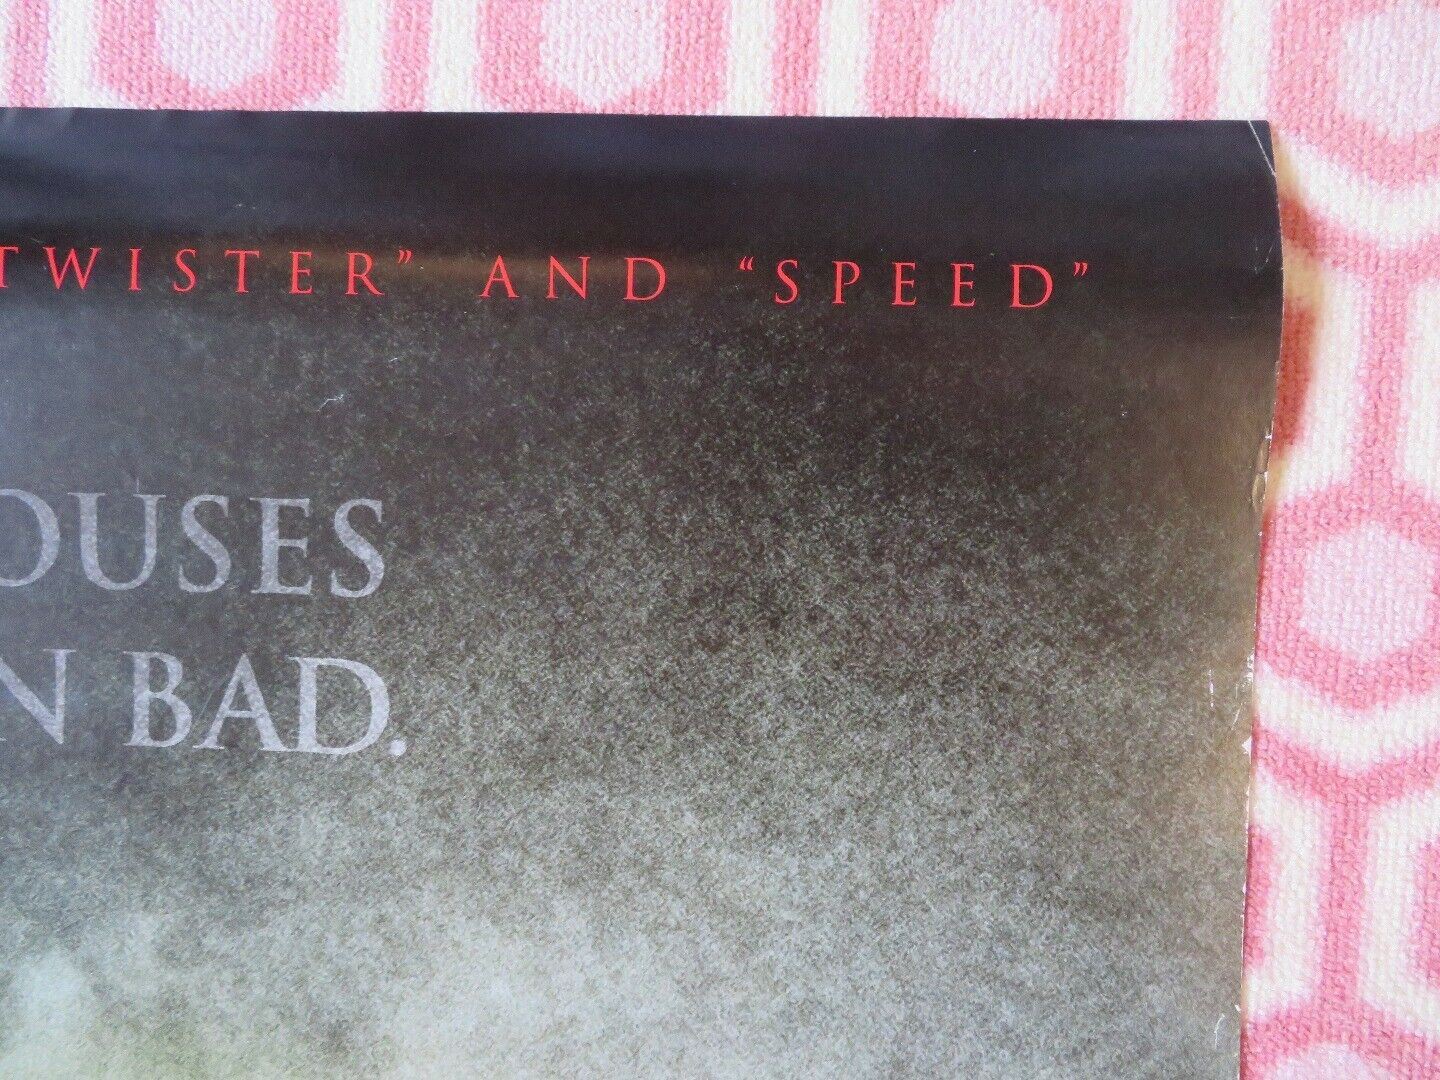 TWISTER” AND “SPEED”
OUSES
N BAD.